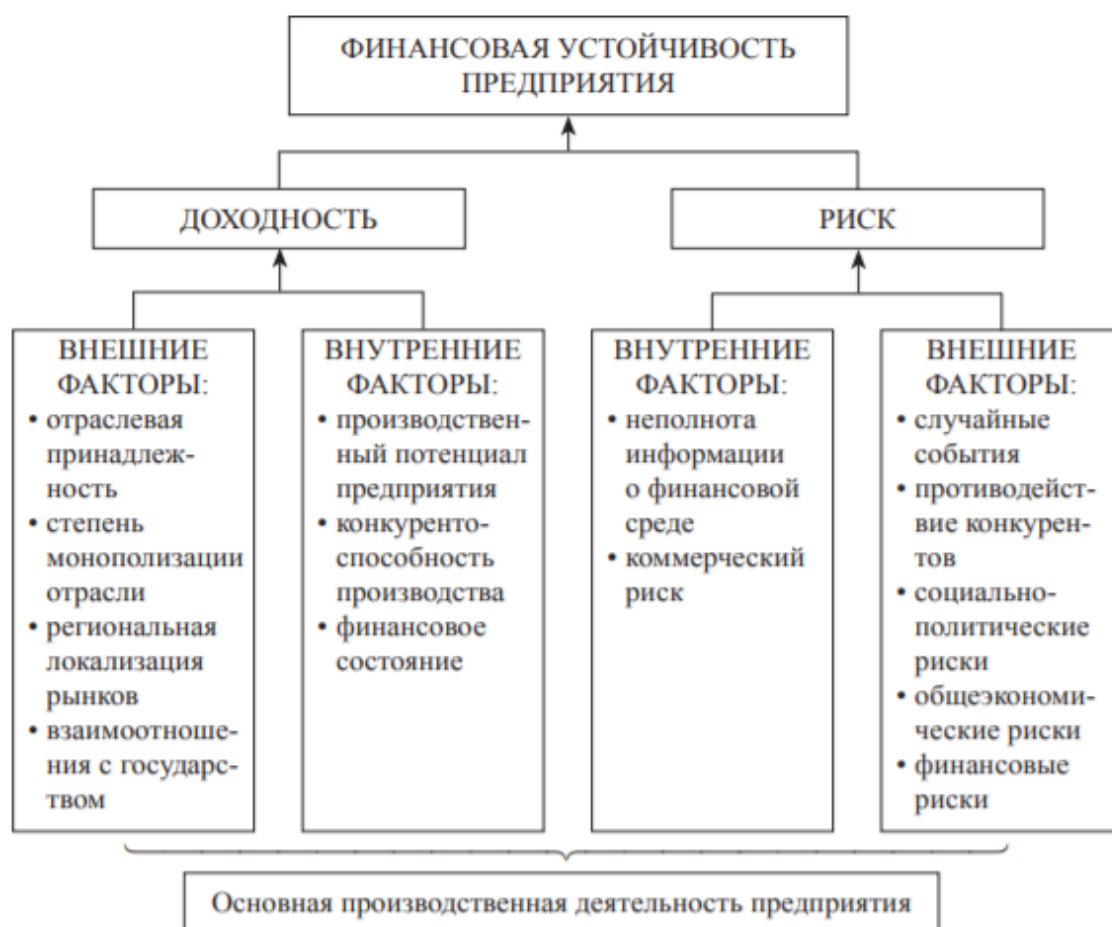 ФИНАНСОВАЯ УСТОЙЧИВОСТЬ
ПРЕДПРИЯТИЯ
ДОХОДНОСТЬ
РИСК
ВНЕШНИЕ
ФАКТОРЫ:
• отраслевая
принадлеж-
ность
• степень
монополизации
отрасли
• региональная
локализация
рынков
• взаимоотноше-
ния с государс-
твом
ВНУТРЕННИЕ
ФАКТОРЫ:
• производствен-
ный потенциал
предприятия
• конкуренто-
способность
производства
• финансовое
состояние
ВНУТРЕННИЕ
ФАКТОРЫ:
• неполнота
информации
о финансовой
среде
• коммерческий
риск
ВНЕШНИЕ
ФАКТОРЫ:
• случайные
события
• противодейст-
вие конкурен-
тов
• социально-
политические
риски
• общеэкономи-
ческие риски
• финансовые
риски
Основная производственная деятельность предприятия